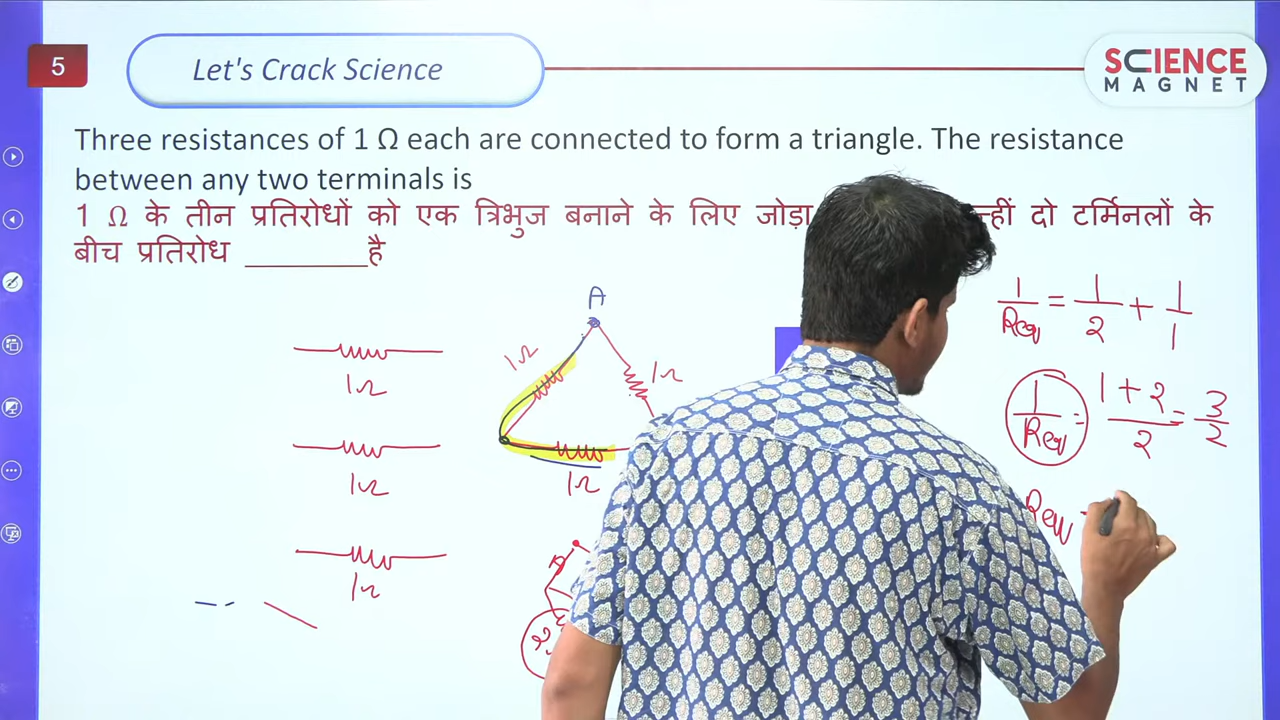 5
Let's Crack Science
SCIENCE
MAGNET
Three resistances of 1 Ω each are connected to form a triangle. The resistance
between any two terminals is
1 Ω के तीन प्रतिरोधों को एक त्रिभुज बनाने के लिए जोड़ा दो टर्मिनलों के
बीच प्रतिरोध ________है
A
1Ω
1Ω
1Ω
1Ω
1Ω
1Ω
1/Req = 1/2 + 1/1
1/Req = 1+2/2 = 3/2
Req